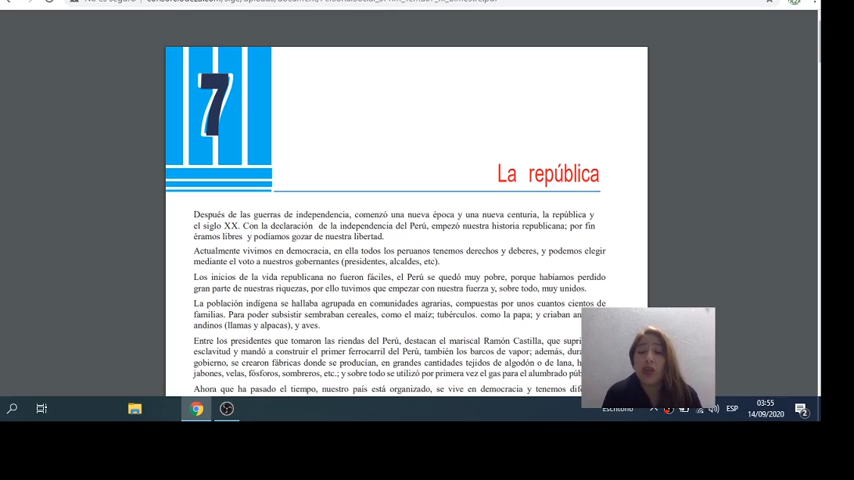 7
La república
Después de las guerras de independencia, comenzó una nueva época y una nueva centuria, la república y
el siglo XX. Con la declaración de la independencia del Perú, empezó nuestra historia republicana; por fin
éramos libres y podíamos gozar de nuestra libertad.
Actualmente vivimos en democracia, en ella todos los peruanos tenemos derechos y deberes, y podemos elegir
mediante el voto a nuestros gobernantes (presidentes, alcaldes, etc).
Los inicios de la vida republicana no fueron fáciles, el Perú se quedó muy pobre, porque habíamos perdido
gran parte de nuestras riquezas, por ello tuvimos que empezar con nuestra fuerza y, sobre todo, muy unidos.
La población indígena se hallaba agrupada en comunidades agrarias, compuestas por unos cuantos cientos de
familias. Para poder subsistir sembraban cereales, como el maíz; tubérculos. como la papa; y criaban
andinos (llamas y alpacas), y aves.
Entre los presidentes que tomaron las riendas del Perú, destacan el mariscal Ramón Castilla, que
esclavitud y mandó a construir el primer ferrocarril del Perú, también los barcos de vapor; además,
gobierno, se crearon fábricas donde se producían, en grandes cantidades tejidos de algodón o de lana,
jabones, velas, fósforos, sombreros, etc.; y sobre todo se utilizó por primera vez el gas para el alumbrado
Ahora que ha pasado el tiempo, nuestro país está organizado, se vive en democracia y tenemos
Escritorio
ESP
03:55
14/09/2020
2